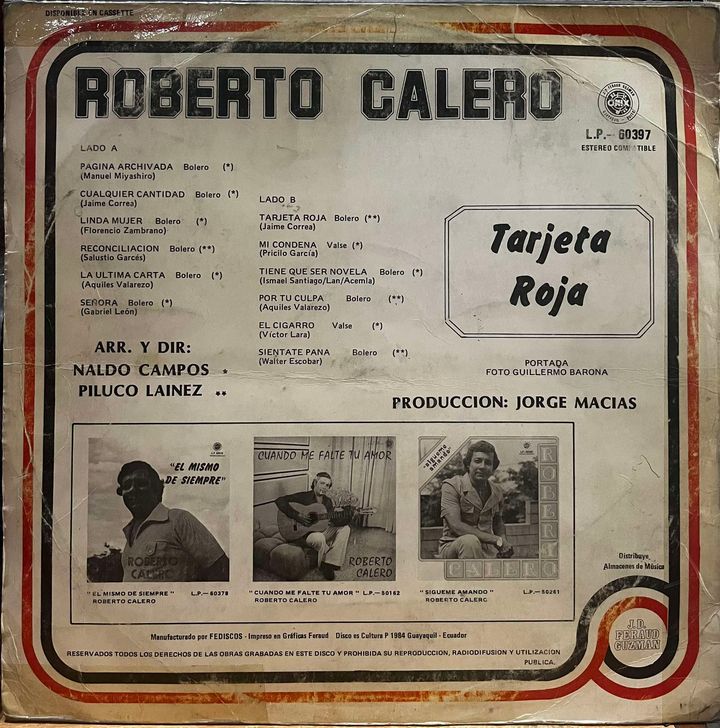 DISPONIBLE EN CASSETTE
ROBERTO CALERO
ONIX
L.P.- 60397
ESTEREO COMPATIBLE
LADO A
PAGINA ARCHIVADA Bolero (*)
(Manuel Miyashiro)
CUALQUIER CANTIDAD Bolero (*)
(Jaime Correa)
LINDA MUJER Bolero (*)
(Florencio Zambrano)
RECONCILIACION Bolero (**)
(Salustio Garcés)
LA ULTIMA CARTA Bolero (*)
(Aquiles Valarezo)
SEÑORA Bolero (*)
(Gabriel León)
LADO B
TARJETA ROJA Bolero (**)
(Jaime Correa)
MI CONDENA Valse (*)
(Pricilo García)
TIENE QUE SER NOVELA Bolero (*)
(Ismael Santiago/Lan/Acemla)
POR TU CULPA Bolero (**)
(Aquiles Valarezo)
EL CIGARRO Valse (*)
(Víctor Lara)
SIENTATE PANA Bolero (**)
(Walter Escobar)
Tarjeta
Roja
ARR. Y DIR:
NALDO CAMPOS *
PILUCO LAINEZ **
PORTADA
FOTO GUILLERMO BARONA
PRODUCCION: JORGE MACIAS
"EL MISMO
DE SIEMPRE"
ROBERTO
CALERO
CUANDO ME FALTE TU AMOR
ROBERTO
CALERO
"sigueme
amando"
ROBERTO
CALERO
"EL MISMO DE SIEMPRE" L.P.-60378
ROBERTO CALERO
"CUANDO ME FALTE TU AMOR" L.P.-50162
ROBERTO CALERO
"SIGUEME AMANDO" L.P.-50261
ROBERTO CALERO
Distribuye
Almacenes de Música
J.D.
FERAUD
GUZMAN
Manufacturado por FEDISCOS - Impreso en Gráficas Feraud Disco es Cultura P 1984 Guayaquil - Ecuador
RESERVADOS TODOS LOS DERECHOS DE LAS OBRAS GRABADAS EN ESTE DISCO Y PROHIBIDA SU REPRODUCCION, RADIODIFUSION Y UTILIZACION
PUBLICA.